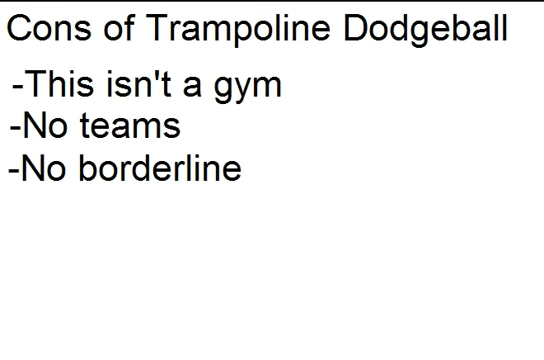 Cons of Trampoline Dodgeball
-This isn't a gym
-No teams
-No borderline